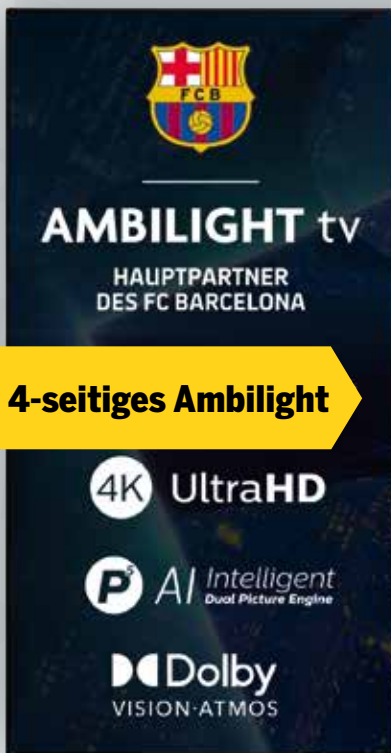 FCB
AMBILIGHT tv
HAUPTPARTNER
DES FC BARCELONA
4-seitiges Ambilight
4K UltraHD
P5 AI Intelligent
Dual Picture Engine
Dolby
VISION·ATMOS